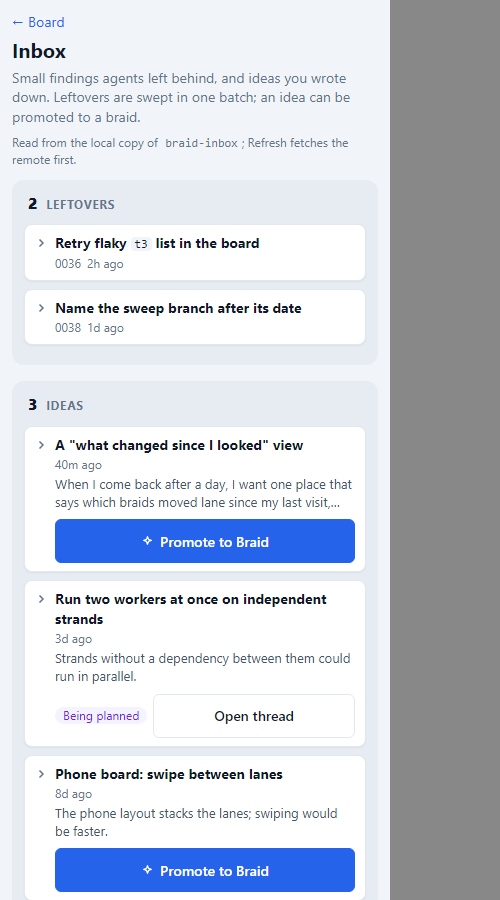 ← Board
Inbox
Small findings agents left behind, and ideas you wrote
down. Leftovers are swept in one batch; an idea can be
promoted to a braid.
Read from the local copy of braid-inbox ; Refresh fetches the
remote first.
2 LEFTOVERS
Retry flaky t3 list in the board
0036 2h ago
Name the sweep branch after its date
0038 1d ago
3 IDEAS
A "what changed since I looked" view
40m ago
When I come back after a day, I want one place that
says which braids moved lane since my last visit,...
Promote to Braid
Run two workers at once on independent
strands
3d ago
Strands without a dependency between them could
run in parallel.
Being planned Open thread
Phone board: swipe between lanes
8d ago
The phone layout stacks the lanes; swiping would
be faster.
Promote to Braid